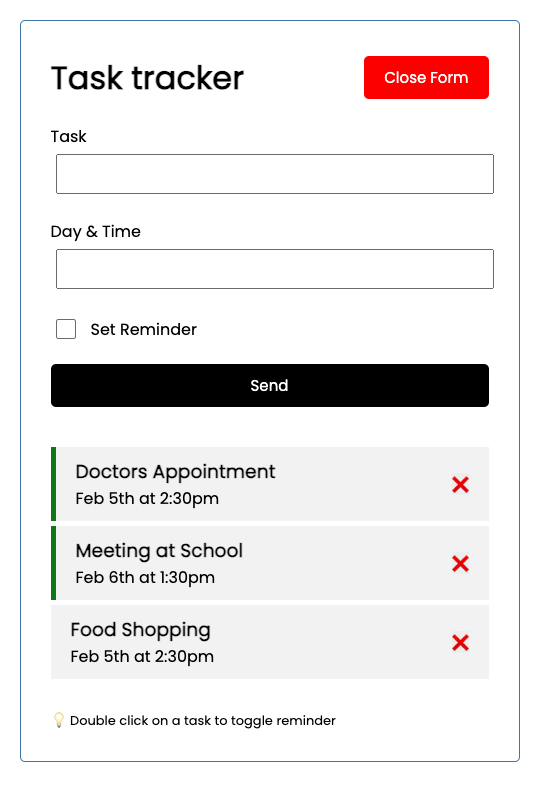 Task tracker
Close Form
Task
Day & Time
Set Reminder
Send
Doctors Appointment
Feb 5th at 2:30pm
Meeting at School
Feb 6th at 1:30pm
Food Shopping
Feb 5th at 2:30pm
💡 Double click on a task to toggle reminder